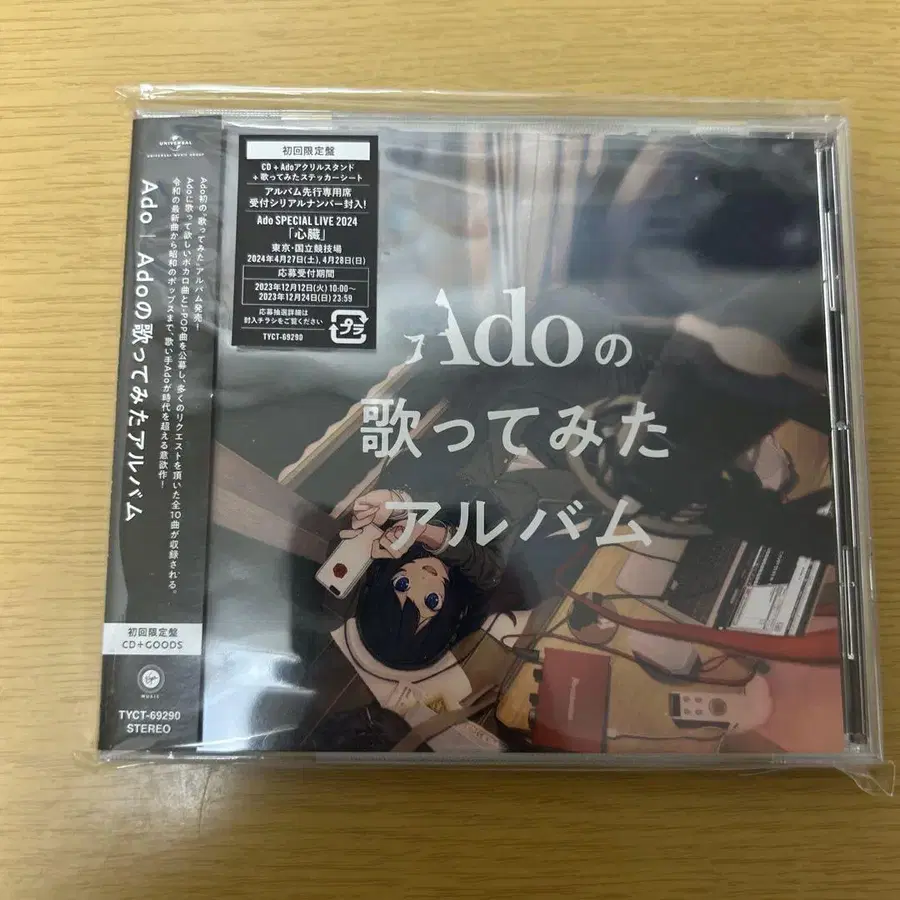 UNIVERSAL
UNIVERSAL MUSIC GROUP
Ado初の、"歌ってみた"アルバム発売！
Adoに歌って欲しいボカロ曲とJ-POP曲を公募し、多くのリクエストを頂いた全10曲が収録される。
令和の最新曲から昭和のポップスまで、歌い手Adoが時代を超える意欲作！
Ado | Adoの歌ってみたアルバム
初回限定盤
CD+GOODS
MUSIC
TYCT-69290
STEREO
初回限定盤
CD + Adoアクリルスタンド
+ 歌ってみたステッカーシート
アルバム先行専用席
受付シリアルナンバー封入!
Ado SPECIAL LIVE 2024
「心臓」
東京・国立競技場
2024年4月27日(土), 4月28日(日)
応募受付期間
2023年12月12日(火) 10:00～
2023年12月24日(日) 23:59
応募抽選詳細は
封入チラシをご覧ください
プラ
TYCT-69290
Adoの
歌ってみた
アルバム